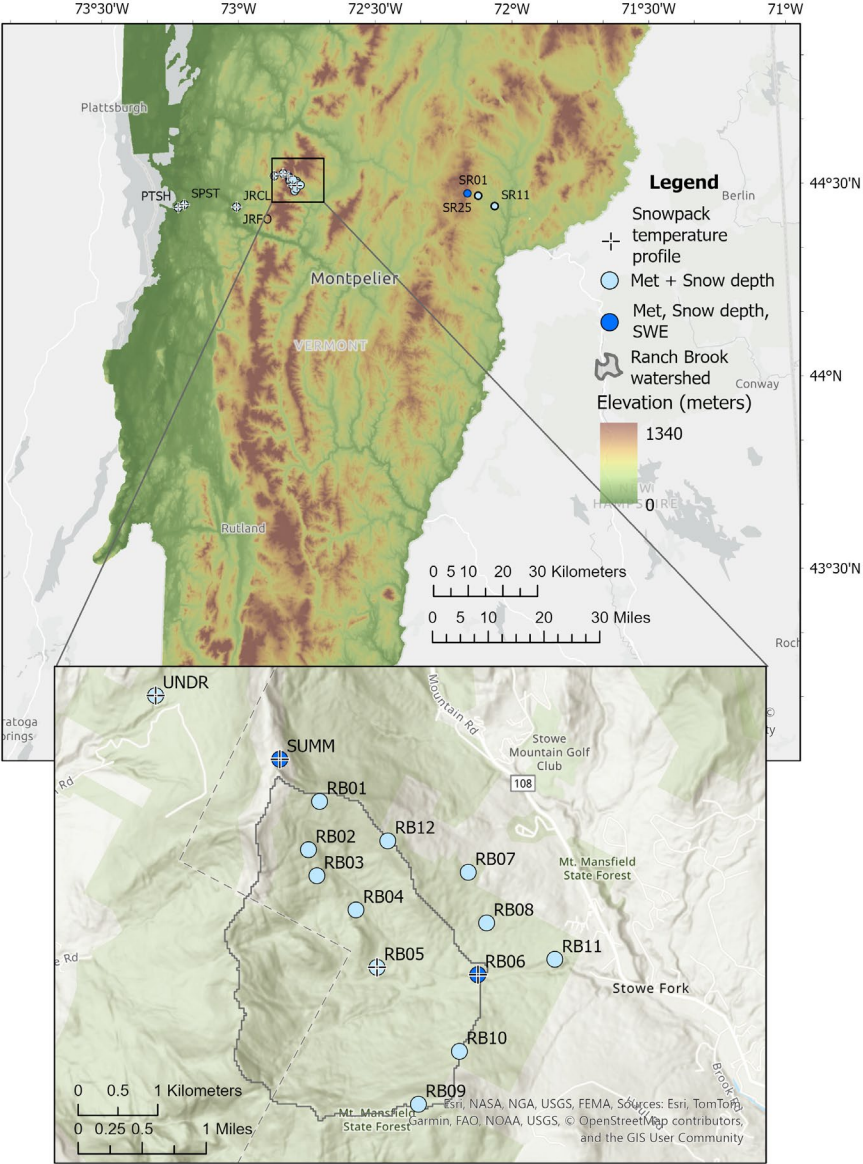 73°30'W 73°W 72°30'W 72°W 71°30'W 71°W
Plattsburgh
44°30'N
PTSH
SPST
JRCL
JRFO
SR01
SR11
SR25
Berlin
Legend
Snowpack
temperature
profile
Met + Snow depth
Met, Snow depth,
SWE
Ranch Brook
watershed
Elevation (meters)
1340
0
Montpelier
VERMONT
44°N
Conway
HAMPSHIRE
Rutland
43°30'N
0 5 10 20 30 Kilometers
0 5 10 20 30 Miles
UNDR
SUMM
Mountain Rd
Stowe
Mountain Golf
Club
108
RB01
RB12
RB02
RB03
RB07
Mt. Mansfield
State Forest
RB04
RB08
RB05
RB06
RB11
Stowe Fork
RB10
RB09
Brook Rd
Mt. Mansfield
State Forest
0 0.5 1 Kilometers
0 0.25 0.5 1 Miles
Esri, NASA, NGA, USGS, FEMA, Sources: Esri, TomTom,
Garmin, FAO, NOAA, USGS, © OpenStreetMap contributors,
and the GIS User Community